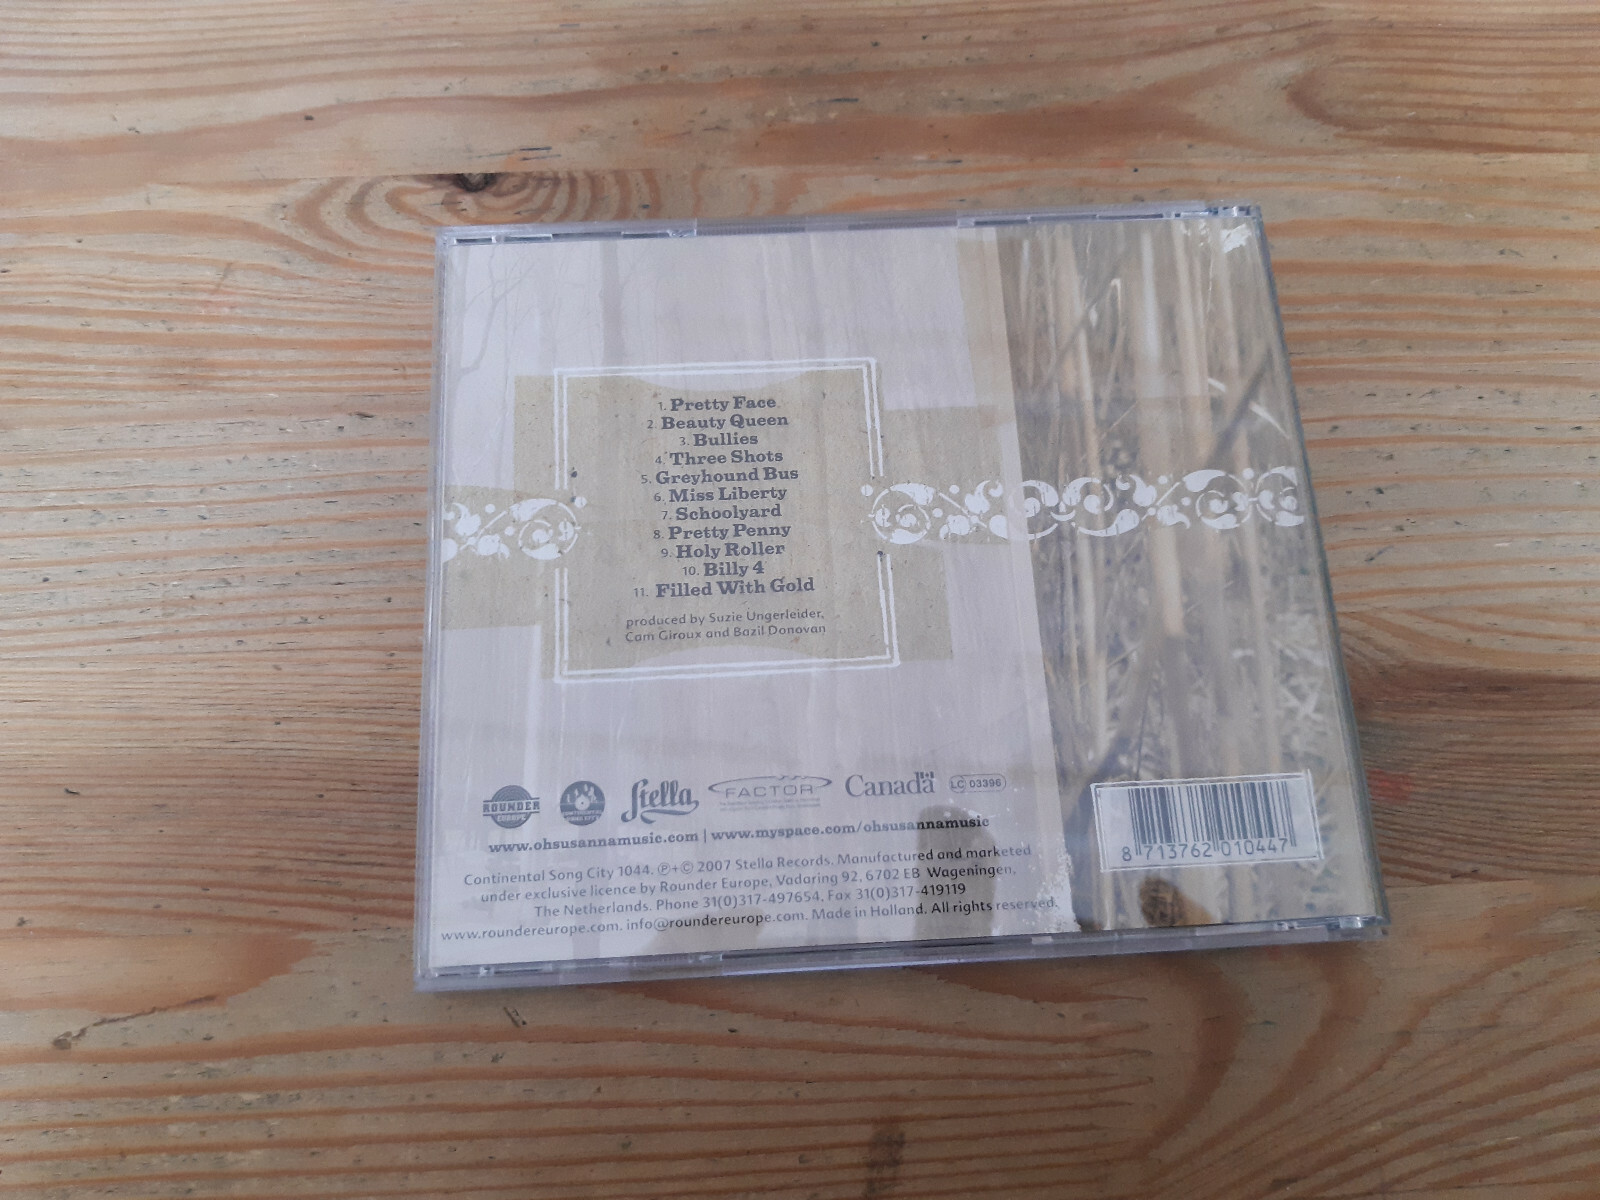 1. Pretty Face
2. Beauty Queen
3. Bullies
4. Three Shots
5. Greyhound Bus
6. Miss Liberty
7. Schoolyard
8. Pretty Penny
9. Holy Roller
10. Billy 4
11. Filled With Gold
produced by Suzie Ungerleider,
Cam Giroux and Bazil Donovan
ROUNDER EUROPE
Stella
FACTOR
Canada
LC 03396
www.ohsusannamusic.com | www.myspace.com/ohsusannamusic
Continental Song City 1044. ℗+© 2007 Stella Records. Manufactured and marketed
under exclusive licence by Rounder Europe, Vadaring 92, 6702 EB Wageningen,
The Netherlands. Phone 31(0)317-497654, Fax 31(0)317-419119
www.roundereurope.com. info@roundereurope.com. Made in Holland. All rights reserved.
8 713762 010447